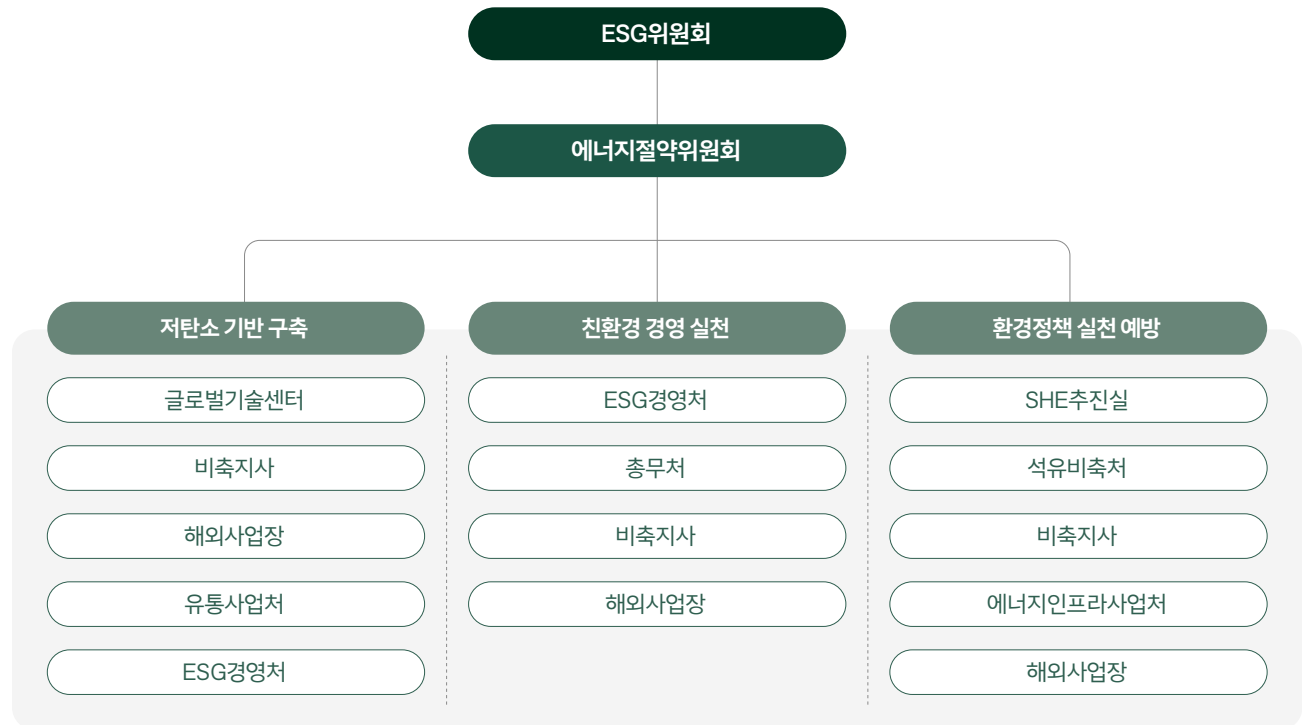 ESG위원회
에너지절약위원회
저탄소 기반 구축
글로벌기술센터
비축지사
해외사업장
유통사업처
ESG경영처
친환경 경영 실천
ESG경영처
총무처
비축지사
해외사업장
환경정책 실천 예방
SHE추진실
석유비축처
비축지사
에너지인프라사업처
해외사업장